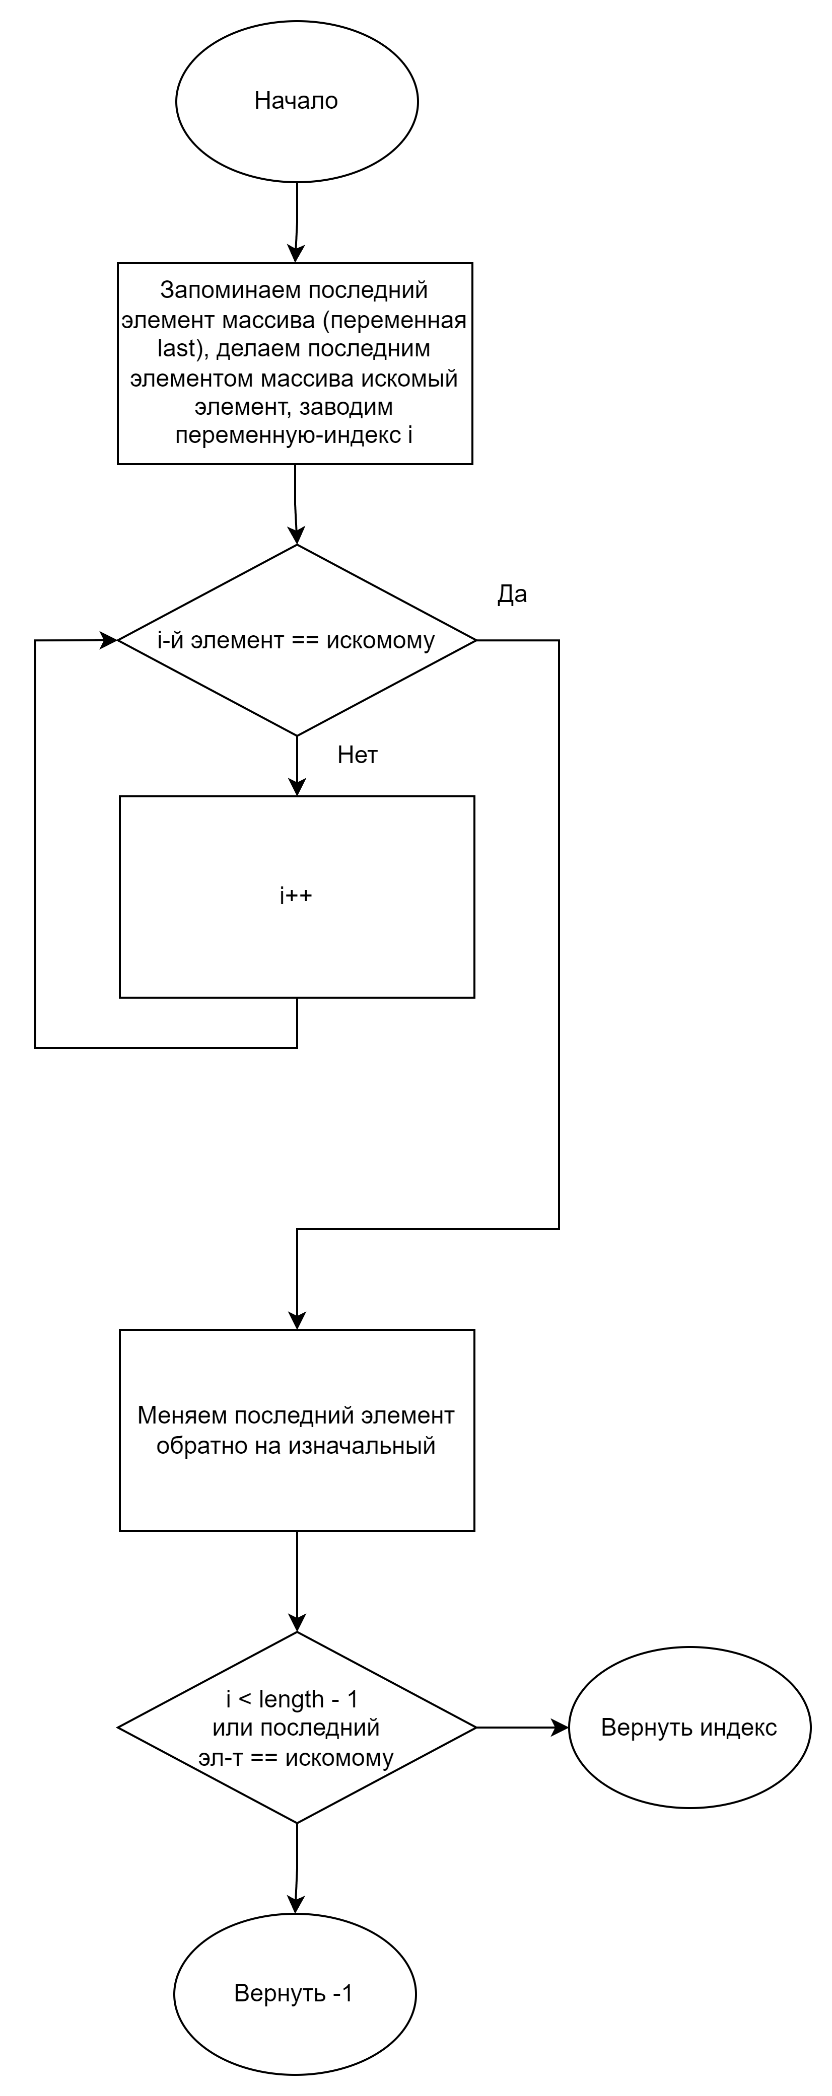 Начало
Запоминаем последний
элемент массива (переменная
last), делаем последним
элементом массива искомый
элемент, заводим
переменную-индекс i
Да
i-й элемент == искомому
Нет
i++
Меняем последний элемент
обратно на изначальный
i < length - 1
или последний
эл-т == искомому
Вернуть индекс
Вернуть -1